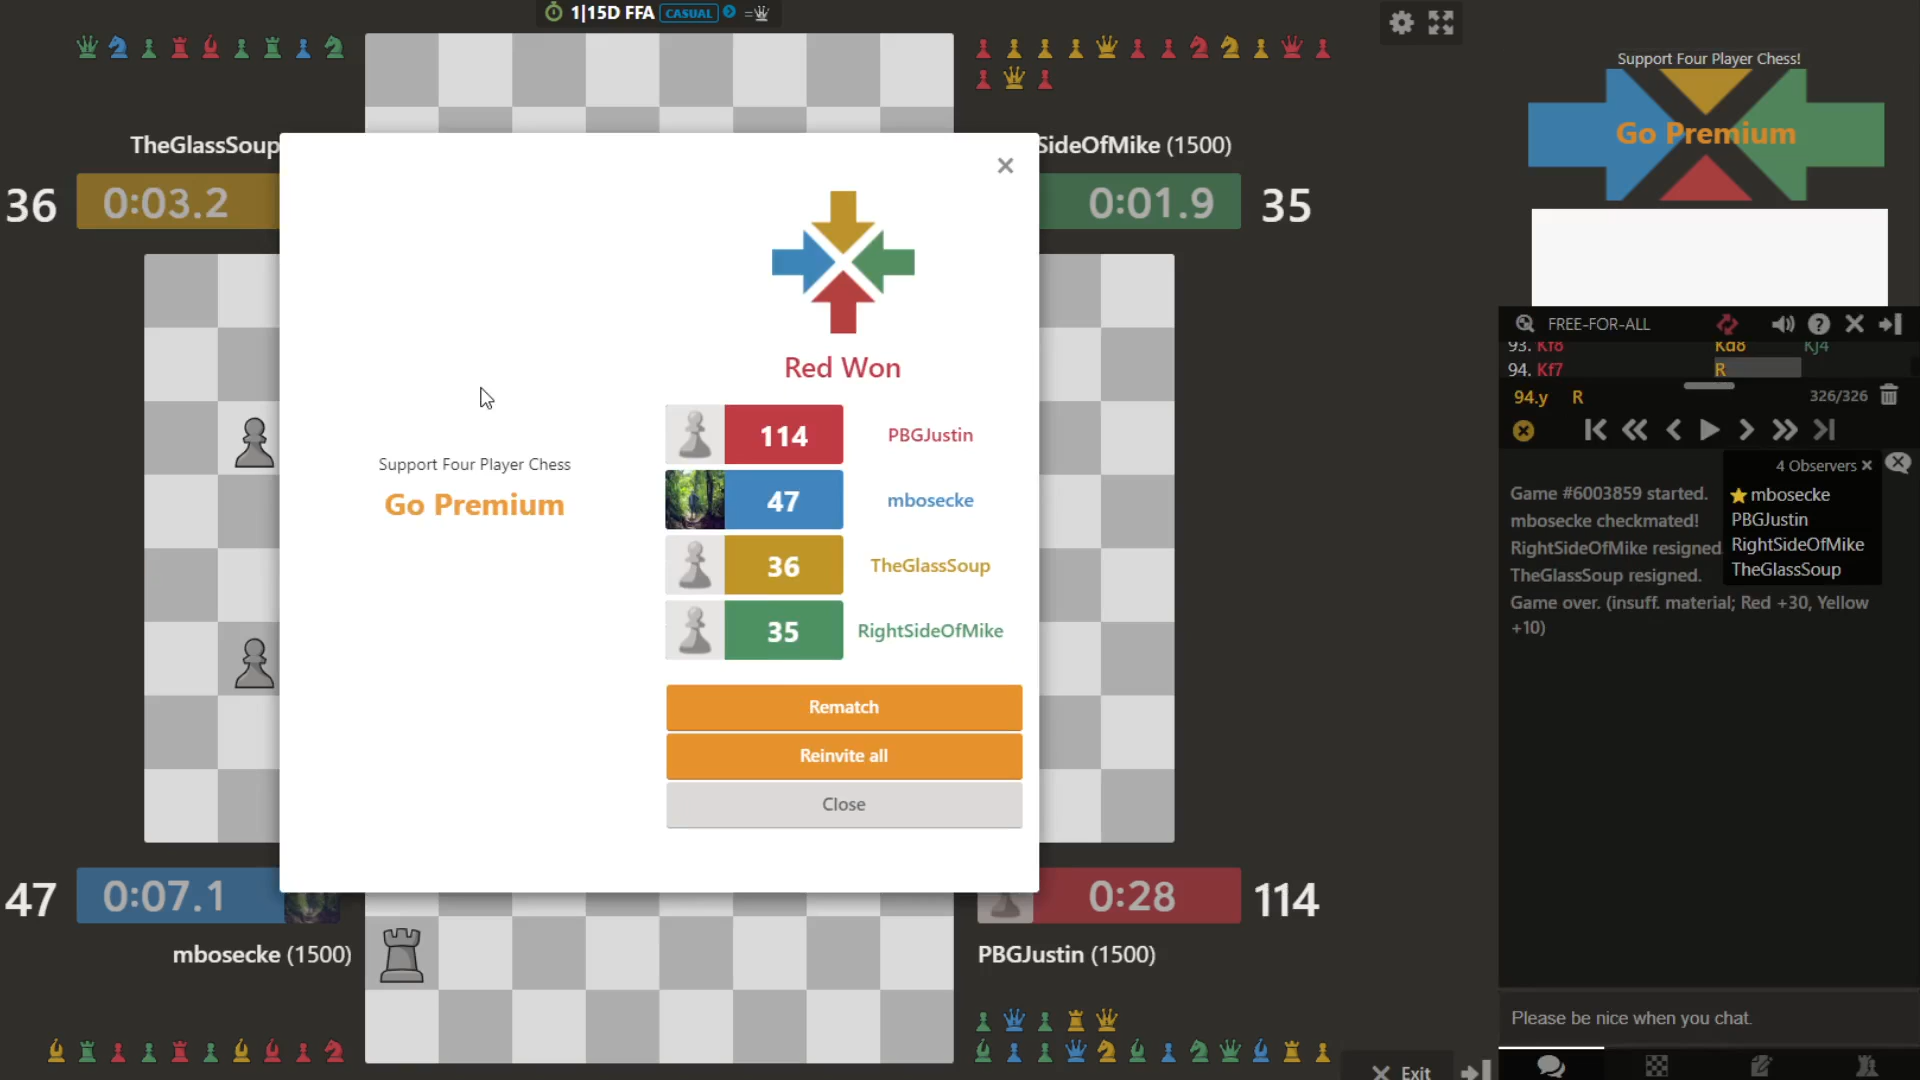 1|15D FFA CASUAL =
Support Four Player Chess!
Go Premium
TheGlassSoup
SideOfMike (1500)
36
0:03.2
0:01.9
35
Red Won
114 PBGJustin
47 mbosecke
36 TheGlassSoup
35 RightSideOfMike
Support Four Player Chess
Go Premium
Rematch
Reinvite all
Close
47
0:07.1
0:28
114
mbosecke (1500)
PBGJustin (1500)
FREE-FOR-ALL
93. Kf8 Kd8 Kj4
94. Kf7 R
94.y R 326/326
4 Observers
mbosecke
PBGJustin
RightSideOfMike
TheGlassSoup
Game #6003859 started.
mbosecke checkmated!
RightSideOfMike resigned
TheGlassSoup resigned.
Game over. (insuff. material; Red +30, Yellow
+10)
Please be nice when you chat.
Exit